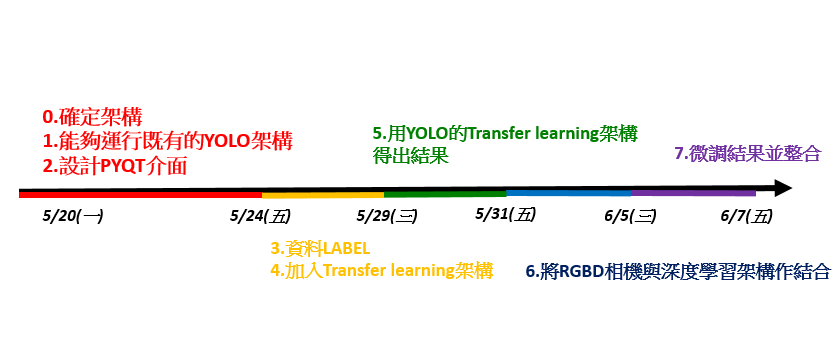 0.確定架構
1.能夠運行既有的YOLO架構
2.設計PYQT介面
5.用YOLO的Transfer learning架構
得出結果
7.微調結果並整合
5/20(一)
5/24(五)
5/29(三)
5/31(五)
6/5(三)
6/7(五)
3.資料LABEL
4.加入Transfer learning架構
6.將RGBD相機與深度學習架構作結合